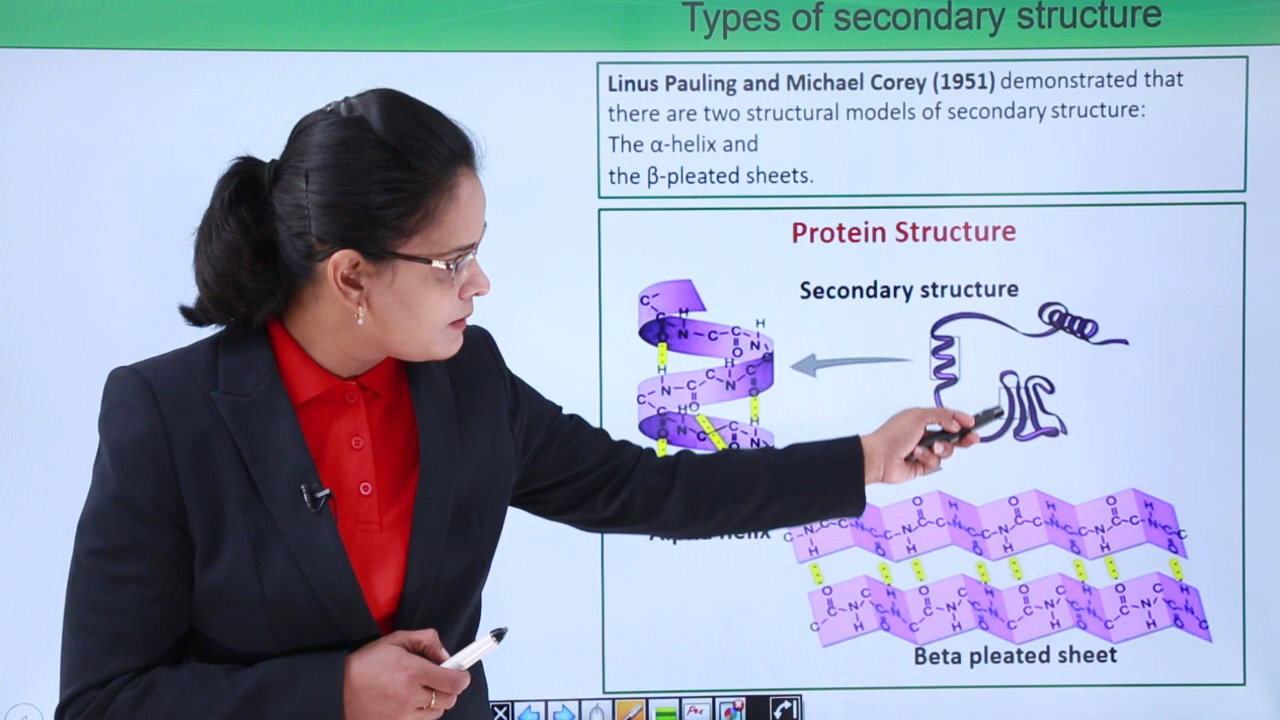 Types of secondary structure
Linus Pauling and Michael Corey (1951) demonstrated that
there are two structural models of secondary structure:
The α-helix and
the β-pleated sheets.
Protein Structure
Secondary structure
Beta pleated sheet